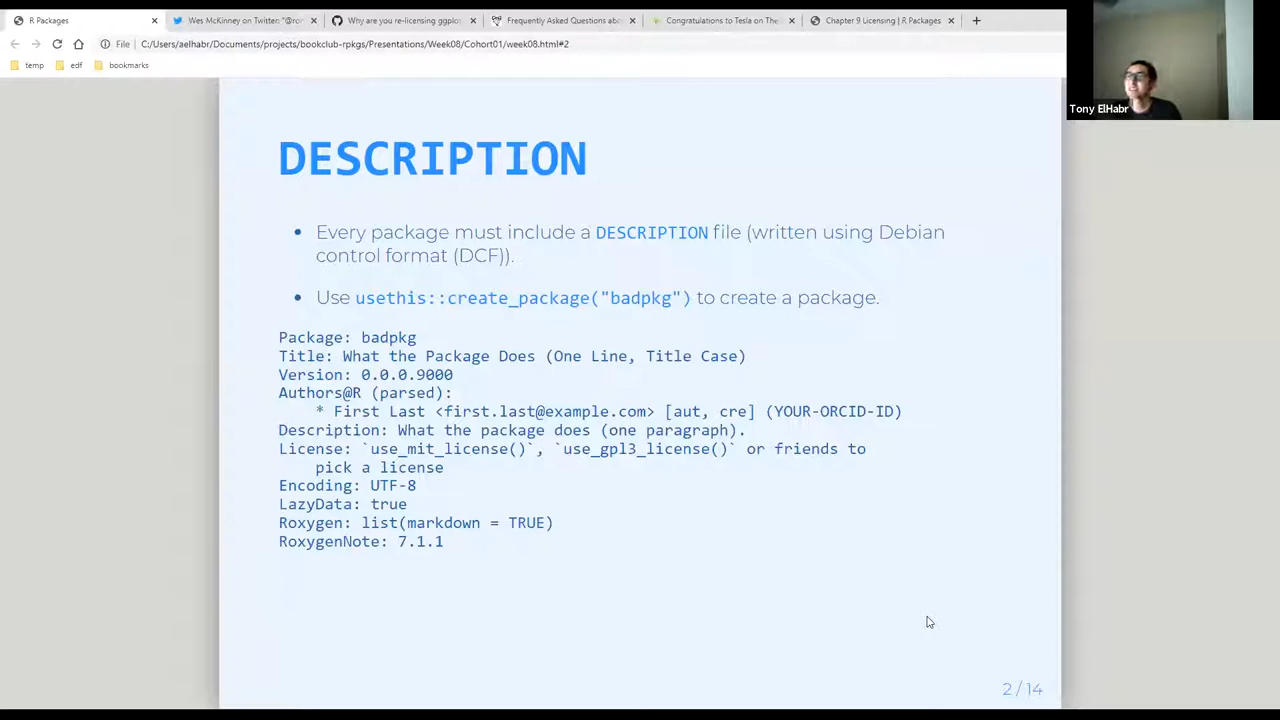 R Packages
Wes McKinney on Twitten "@ror
Why are you re-licensing ggplo
Frequently Asked Questions abo
Congratulations to Tesla on The
Chapter 9 Licensing | R Packages
File
C:/Users/aelhabr/Documents/projects/bookclub-rpkgs/Presentations/Week08/Cohort01/week08.html#2
temp
edf
bookmarks
Tony ElHabr
DESCRIPTION
• Every package must include a DESCRIPTION file (written using Debian
control format (DCF)).
• Use usethis::create_package("badpkg") to create a package.
Package: badpkg
Title: What the Package Does (One Line, Title Case)
Version: 0.0.0.9000
Authors@R (parsed):
* First Last <first.last@example.com> [aut, cre] (YOUR-ORCID-ID)
Description: What the package does (one paragraph).
License: `use_mit_license()`, `use_gpl3_license()` or friends to
pick a license
Encoding: UTF-8
LazyData: true
Roxygen: list(markdown = TRUE)
RoxygenNote: 7.1.1
2 / 14